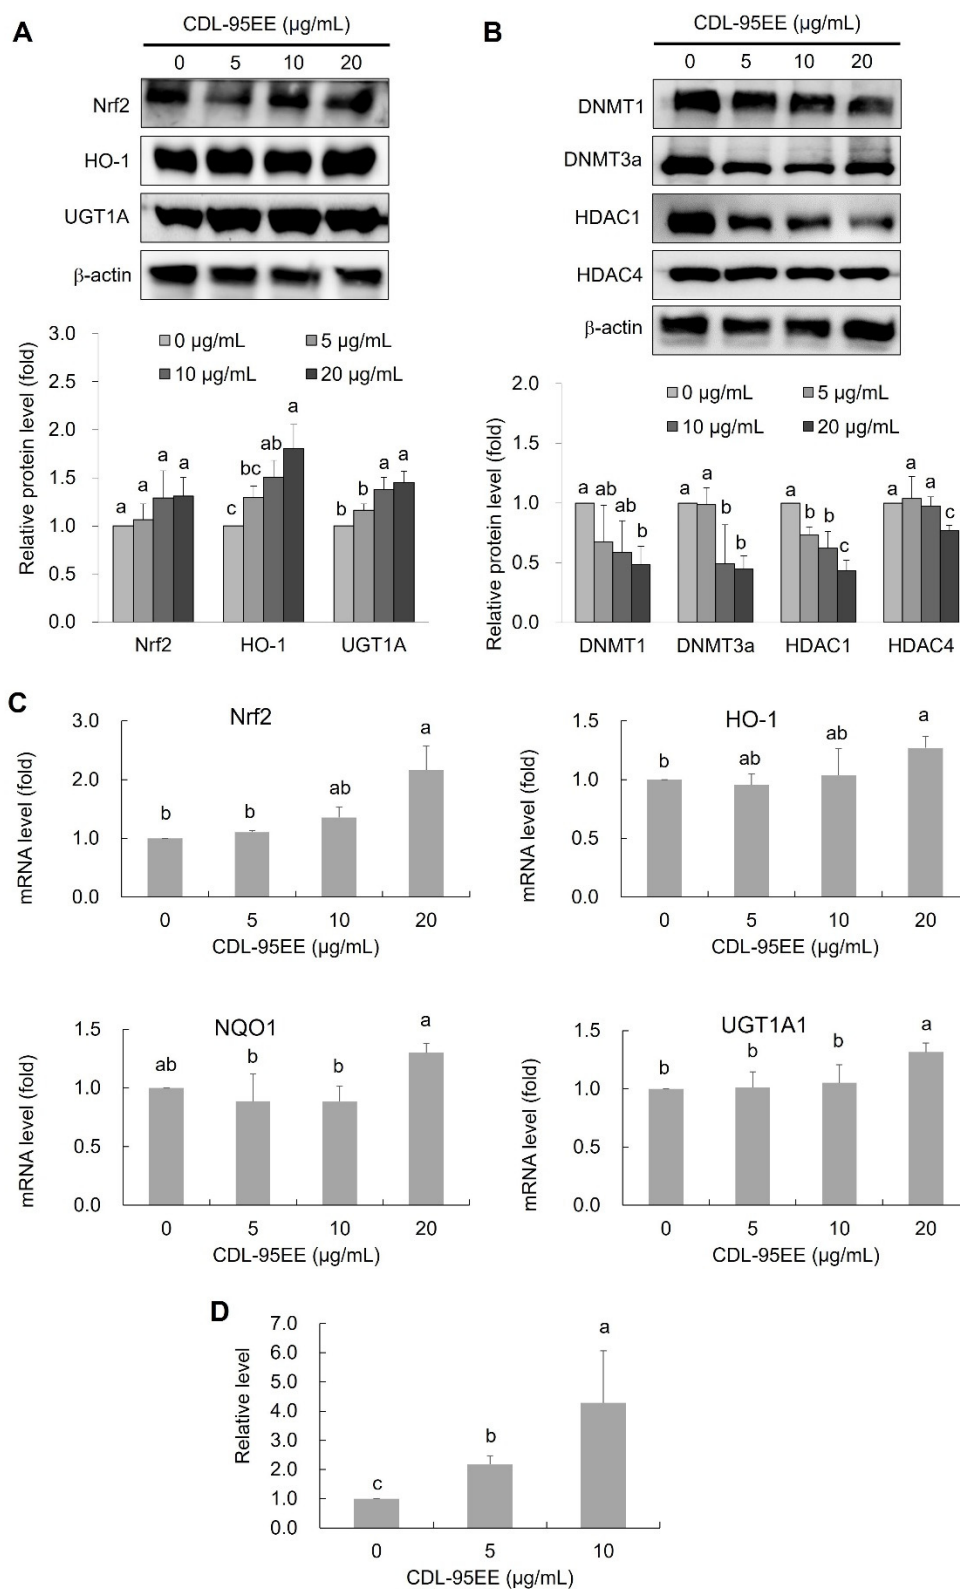 A
CDL-95EE (µg/mL)
0 5 10 20
Nrf2
HO-1
UGT1A
β-actin
3.0
2.5
2.0
1.5
1.0
0.5
0.0
Relative protein level (fold)
0 µg/mL 5 µg/mL
10 µg/mL 20 µg/mL
a a a a
c bc ab a
b b a a
Nrf2 HO-1 UGT1A
B
CDL-95EE (µg/mL)
0 5 10 20
DNMT1
DNMT3a
HDAC1
HDAC4
β-actin
2.0
1.5
1.0
0.5
0.0
Relative protein level (fold)
0 µg/mL 5 µg/mL
10 µg/mL 20 µg/mL
a ab ab b
a a b b
a b b c
a a a c
DNMT1 DNMT3a HDAC1 HDAC4
C
Nrf2
3.0
2.0
1.0
0.0
mRNA level (fold)
b b ab a
0 5 10 20
CDL-95EE (µg/mL)
HO-1
1.5
1.0
0.5
0.0
mRNA level (fold)
b ab ab a
0 5 10 20
CDL-95EE (µg/mL)
NQO1
1.5
1.0
0.5
0.0
mRNA level (fold)
ab b b a
0 5 10 20
CDL-95EE (µg/mL)
UGT1A1
1.5
1.0
0.5
0.0
mRNA level (fold)
b b b a
0 5 10 20
CDL-95EE (µg/mL)
D
7.0
6.0
5.0
4.0
3.0
2.0
1.0
0.0
Relative level
c b a
0 5 10
CDL-95EE (µg/mL)